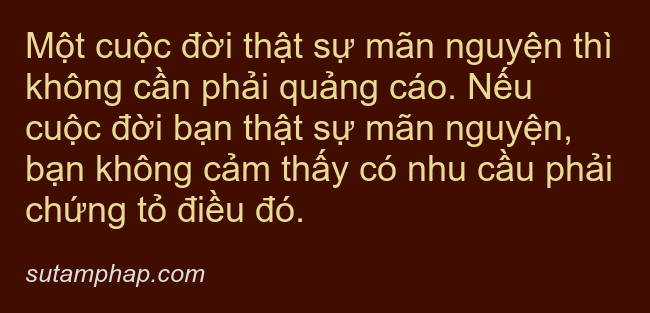 Một cuộc đời thật sự mãn nguyện thì
không cần phải quảng cáo. Nếu
cuộc đời bạn thật sự mãn nguyện,
bạn không cảm thấy có nhu cầu phải
chứng tỏ điều đó.
sutamphap.com